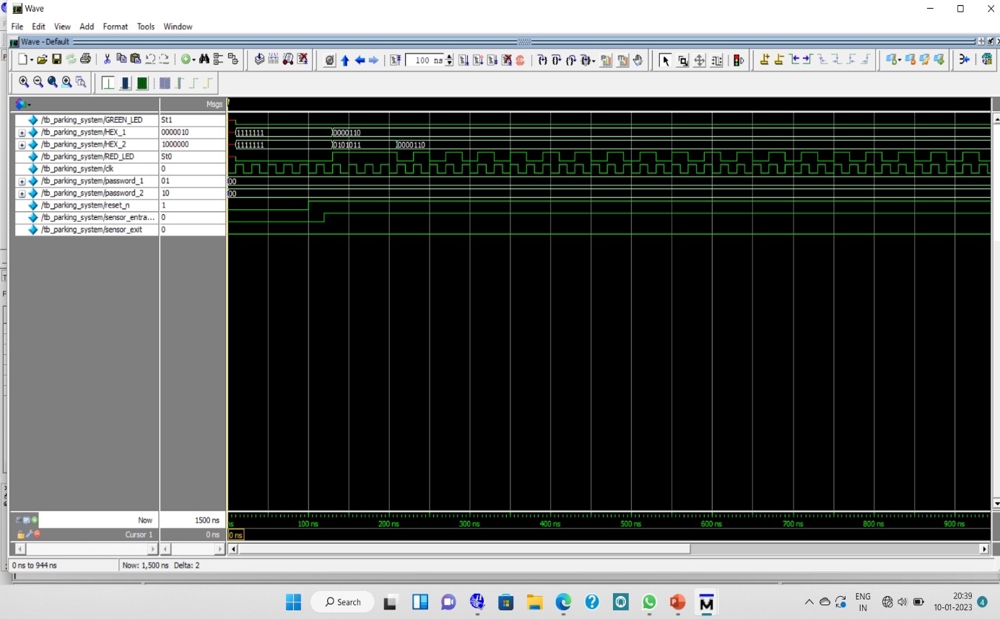 Wave
File Edit View Add Format Tools Window
Wave - Default
100 ns
Msgs
/tb_parking_system/GREEN_LED St1
/tb_parking_system/HEX_1 0000010 1111111 0000110
/tb_parking_system/HEX_2 1000000 1111111 0101011 0000110
/tb_parking_system/RED_LED St0
/tb_parking_system/clk 0
/tb_parking_system/password_1 01 00
/tb_parking_system/password_2 10 00
/tb_parking_system/reset_n 1
/tb_parking_system/sensor_entra... 0
/tb_parking_system/sensor_exit 0
Now 1500 ns ns 100 ns 200 ns 300 ns 400 ns 500 ns 600 ns 700 ns 800 ns 900 ns
Cursor 1 0 ns 0 ns
0 ns to 944 ns Now: 1,500 ns Delta: 2
Search
ENG
IN
20:39
10-01-2023
4